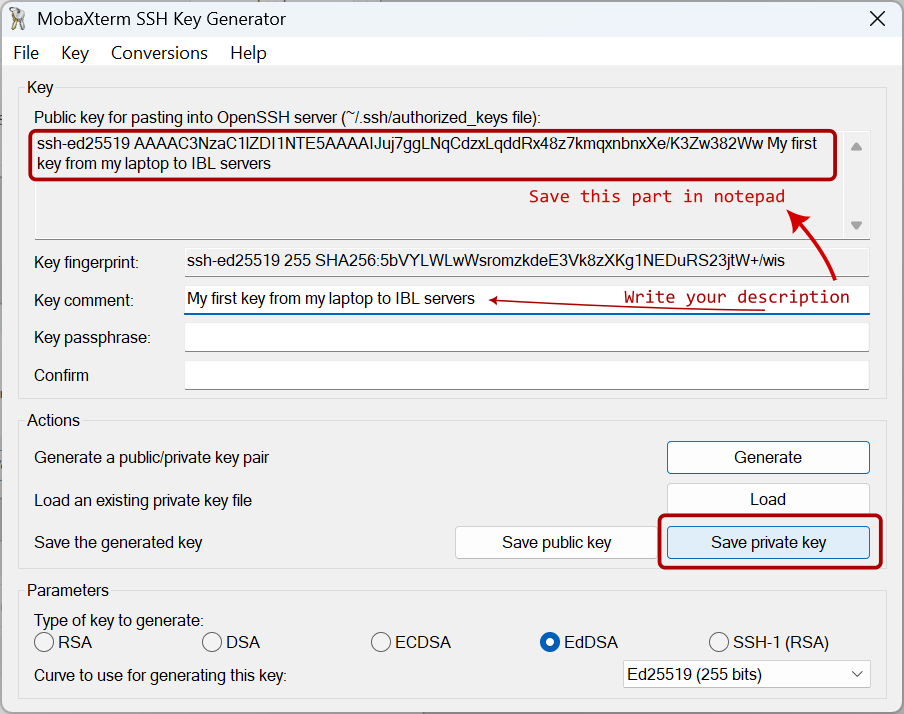 MobaXterm SSH Key Generator
File Key Conversions Help
Key
Public key for pasting into OpenSSH server (~/.ssh/authorized_keys file):
ssh-ed25519 AAAAC3NzaC1lZDI1NTE5AAAAIJuj7ggLNqCdzxLqddRx48z7kmqxnbnxXe/K3Zw382Ww My first
key from my laptop to IBL servers
Save this part in notepad
Key fingerprint: ssh-ed25519 255 SHA256:5bVYLWLwWsromzkdeE3Vk8zXKg1NEDuRS23jtW+/wis
Key comment: My first key from my laptop to IBL servers Write your description
Key passphrase:
Confirm
Actions
Generate a public/private key pair Generate
Load an existing private key file Load
Save the generated key Save public key Save private key
Parameters
Type of key to generate:
RSA DSA ECDSA EdDSA SSH-1 (RSA)
Curve to use for generating this key: Ed25519 (255 bits)